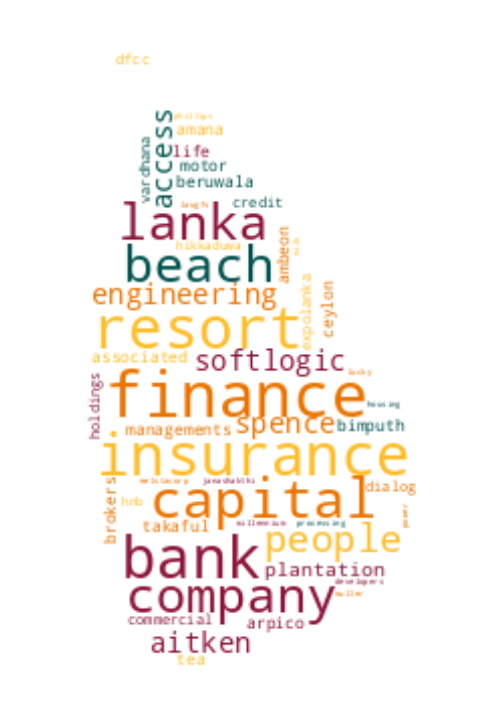 dfcc
phillips
access
amana
vardhana
life
motor
beruwala
laugfs
credit
lanka
hikkaduwa
ambeon
beach
engineering
expolanka
ceylon
resort
associated
softlogic
lucky
holdings
finance
housing
managements
spence
bimputh
insurance
melstacorp
janashakthi
dialog
brokers
hnb
capital
power
takaful
millennium
processing
people
bank
plantation
developers
company
muller
commercial
arpico
aitken
tea